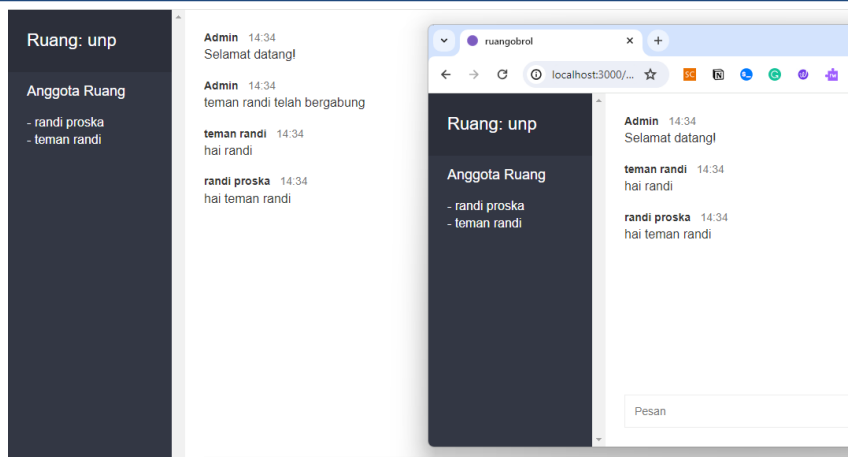 Ruang: unp
Anggota Ruang
- randi proska
- teman randi
Admin 14:34
Selamat datang!
Admin 14:34
teman randi telah bergabung
teman randi 14:34
hai randi
randi proska 14:34
hai teman randi
ruangobrol
localhost:3000/...
Ruang: unp
Anggota Ruang
- randi proska
- teman randi
Admin 14:34
Selamat datang!
teman randi 14:34
hai randi
randi proska 14:34
hai teman randi
Pesan